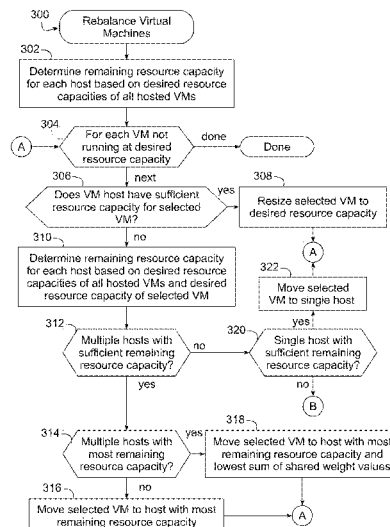 300
Rebalance Virtual
Machines
302
Determine remaining resource capacity
for each host based on desired resource
capacities of all hosted VMs
A
304
For each VM not
running at desired
resource capacity
done
Done
next
306
Does VM host have sufficient
resource capacity for selected
VM?
yes
308
Resize selected VM to
desired resource capacity
A
no
310
Determine remaining resource capacity
for each host based on desired resource
capacities of all hosted VMs and desired
resource capacity of selected VM
322
Move selected
VM to single host
yes
312
Multiple hosts with
sufficient remaining
resource capacity?
no
320
Single host with
sufficient remaining
resource capacity?
no
B
yes
314
Multiple hosts with
most remaining
resource capacity?
yes
318
Move selected VM to host with most
remaining resource capacity and
lowest sum of shared weight values
no
316
Move selected VM to host with most
remaining resource capacity
A